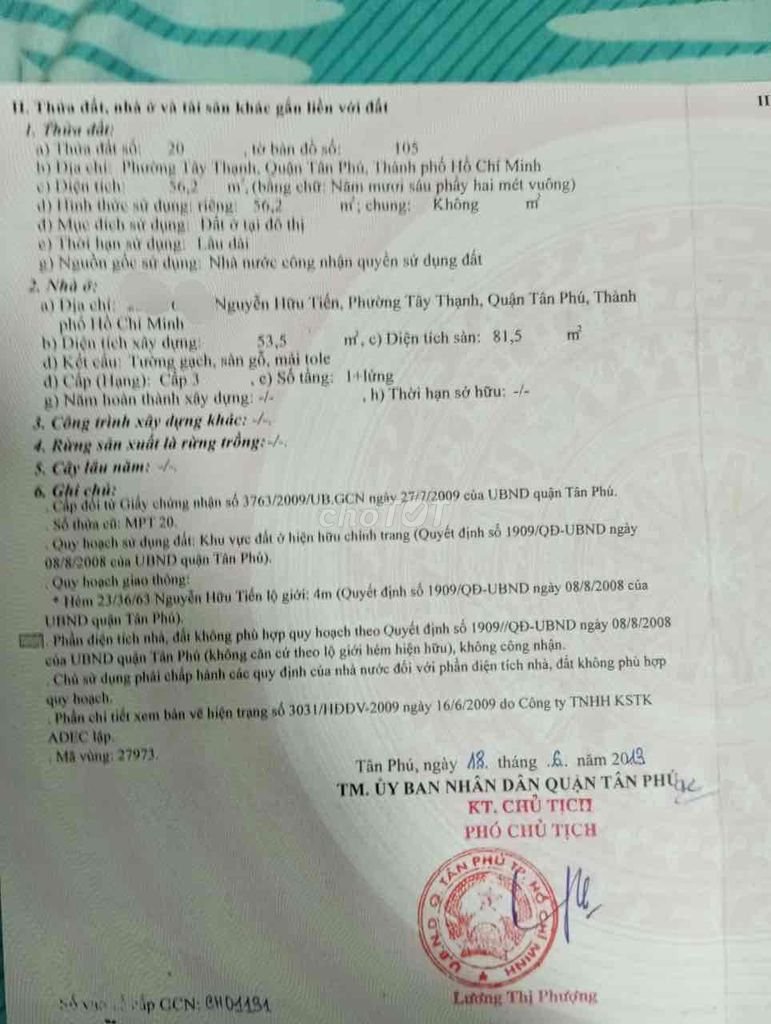 II. Thửa đất, nhà ở và tài sản khác gắn liền với đất
II
1. Thửa đất:
a) Thửa đất số: 20 , tờ bản đồ số: 105
b) Địa chỉ: Phường Tây Thạnh, Quận Tân Phú, Thành phố Hồ Chí Minh
c) Diện tích: 56,2 m², (bằng chữ: Năm mươi sáu phẩy hai mét vuông)
d) Hình thức sử dụng: riêng: 56,2 m²; chung: Không m²
đ) Mục đích sử dụng: Đất ở tại đô thị
e) Thời hạn sử dụng: Lâu dài
g) Nguồn gốc sử dụng: Nhà nước công nhận quyền sử dụng đất
2. Nhà ở:
a) Địa chỉ: Nguyễn Hữu Tiến, Phường Tây Thạnh, Quận Tân Phú, Thành
phố Hồ Chí Minh
b) Diện tích xây dựng: 53,5 m², c) Diện tích sàn: 81,5 m²
d) Kết cấu: Tường gạch, sàn gỗ, mái tole
đ) Cấp (Hạng): Cấp 3 , e) Số tầng: 1+lửng
g) Năm hoàn thành xây dựng: -/- , h) Thời hạn sở hữu: -/-
3. Công trình xây dựng khác: -/-.
4. Rừng sản xuất là rừng trồng:-/-.
5. Cây lâu năm: -/-.
6. Ghi chú:
. Cấp đổi từ Giấy chứng nhận số 3763/2009/UB.GCN ngày 27/7/2009 của UBND quận Tân Phú.
. Số thửa cũ: MPT 20.
. Quy hoạch sử dụng đất: Khu vực đất ở hiện hữu chỉnh trang (Quyết định số 1909/QĐ-UBND ngày
08/8/2008 của UBND quận Tân Phú).
. Quy hoạch giao thông:
* Hẻm 23/36/63 Nguyễn Hữu Tiến lộ giới: 4m (Quyết định số 1909/QĐ-UBND ngày 08/8/2008 của
UBND quận Tân Phú).
. Phần diện tích nhà, đất không phù hợp quy hoạch theo Quyết định số 1909//QĐ-UBND ngày 08/8/2008
của UBND quận Tân Phú (không căn cứ theo lộ giới hẻm hiện hữu), không công nhận.
. Chủ sử dụng phải chấp hành các quy định của nhà nước đối với phần diện tích nhà, đất không phù hợp
quy hoạch.
. Phần chi tiết xem bản vẽ hiện trạng số 3031/HĐĐV-2009 ngày 16/6/2009 do Công ty TNHH KSTK
ADEC lập.
. Mã vùng: 27973.
choTỐT
Tân Phú, ngày 18. tháng .6. năm 2013
TM. ỦY BAN NHÂN DÂN QUẬN TÂN PHÚ
KT. CHỦ TỊCH
PHÓ CHỦ TỊCH
U.B.N.D Q. TÂN PHÚ T.P. HỒ CHÍ MINH
Lương Thị Phượng
Số vào sổ cấp GCN: CH01191